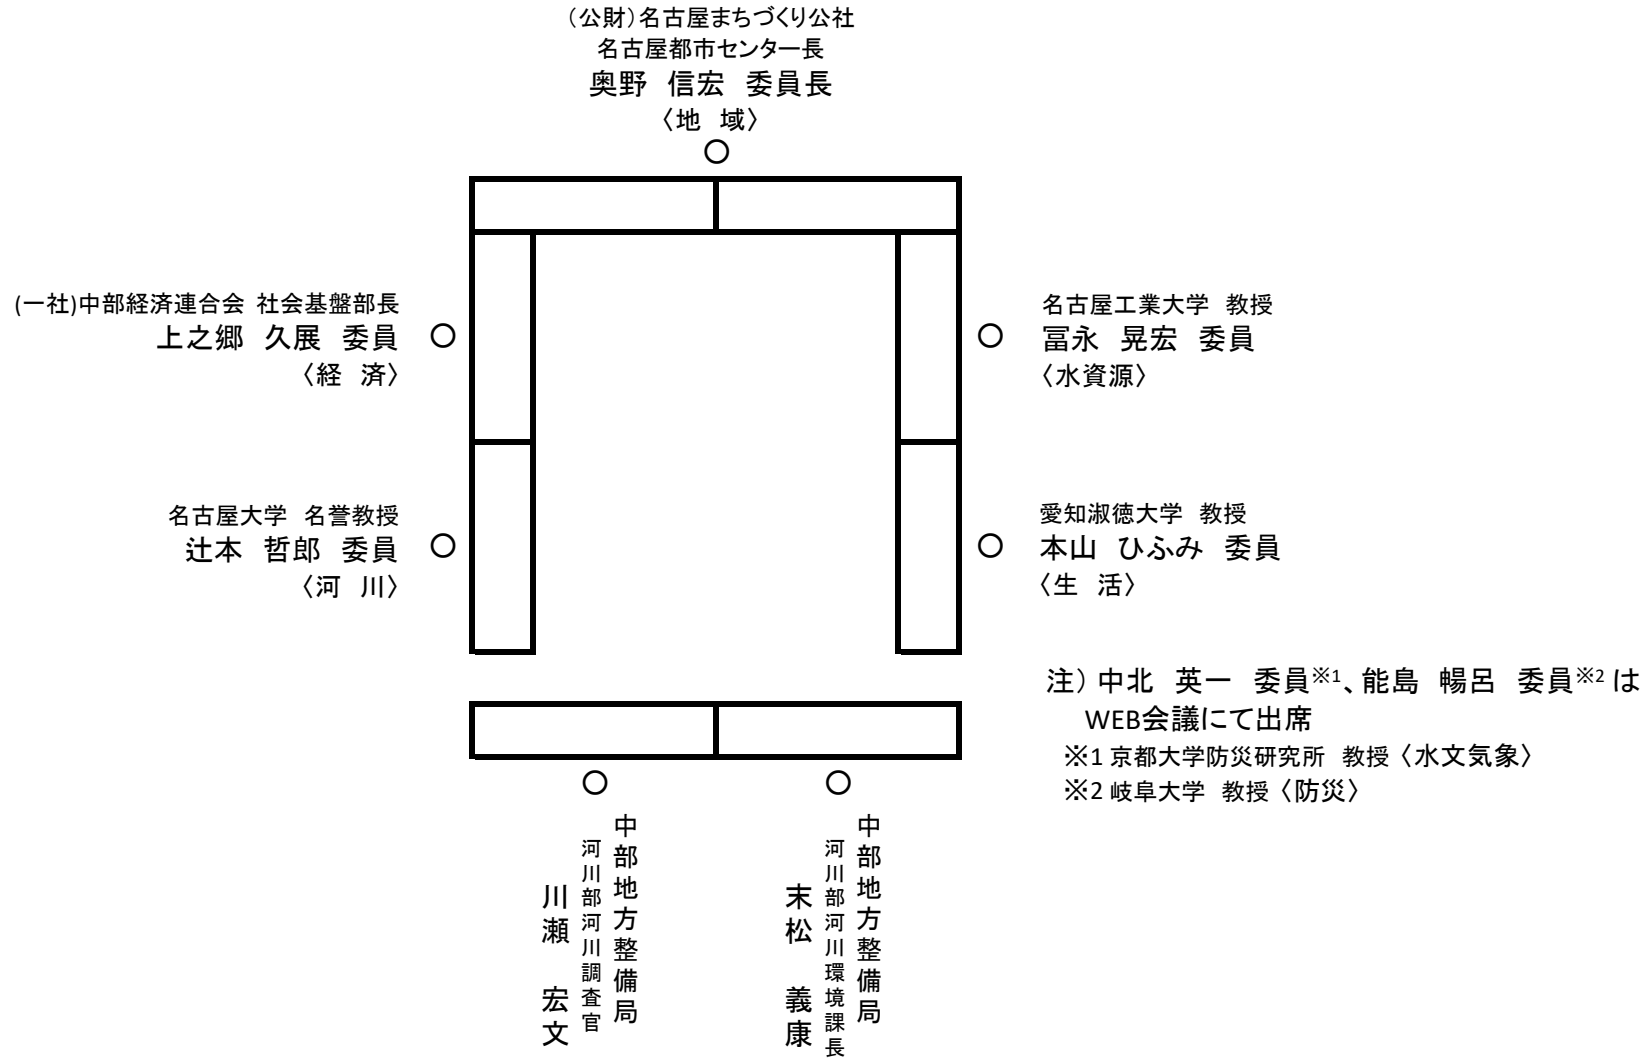 （公財）名古屋まちづくり公社
名古屋都市センター長
奥野　信宏　委員長
〈地　域〉
(一社)中部経済連合会 社会基盤部長
上之郷　久展　委員
〈経　済〉
名古屋工業大学　教授
冨永　晃宏　委員
〈水資源〉
名古屋大学　名誉教授
辻本　哲郎　委員
〈河　川〉
愛知淑徳大学　教授
本山　ひふみ　委員
〈生　活〉
注）中北　英一　委員※1、能島　暢呂　委員※2 は
WEB会議にて出席
※1 京都大学防災研究所　教授〈水文気象〉
※2 岐阜大学　教授〈防災〉
中部地方整備局
河川部河川調査官
川瀬　宏文
中部地方整備局
河川部河川環境課長
末松　義康